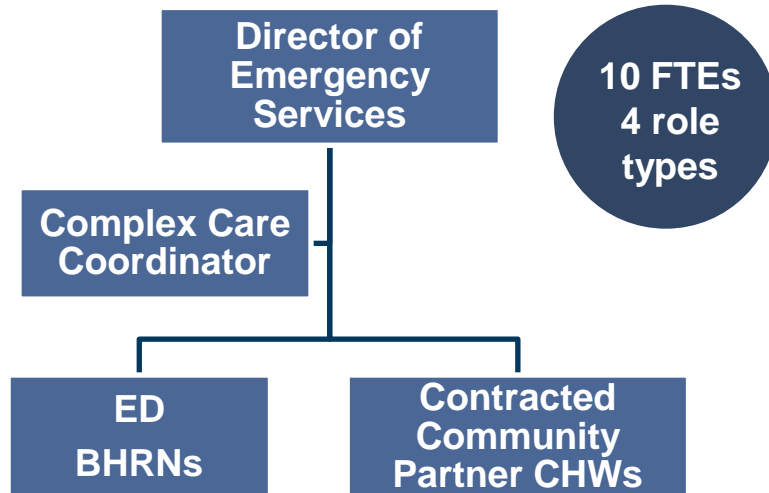 Director of
Emergency
Services
10 FTEs
4 role
types
Complex Care
Coordinator
ED
BHRNs
Contracted
Community
Partner CHWs